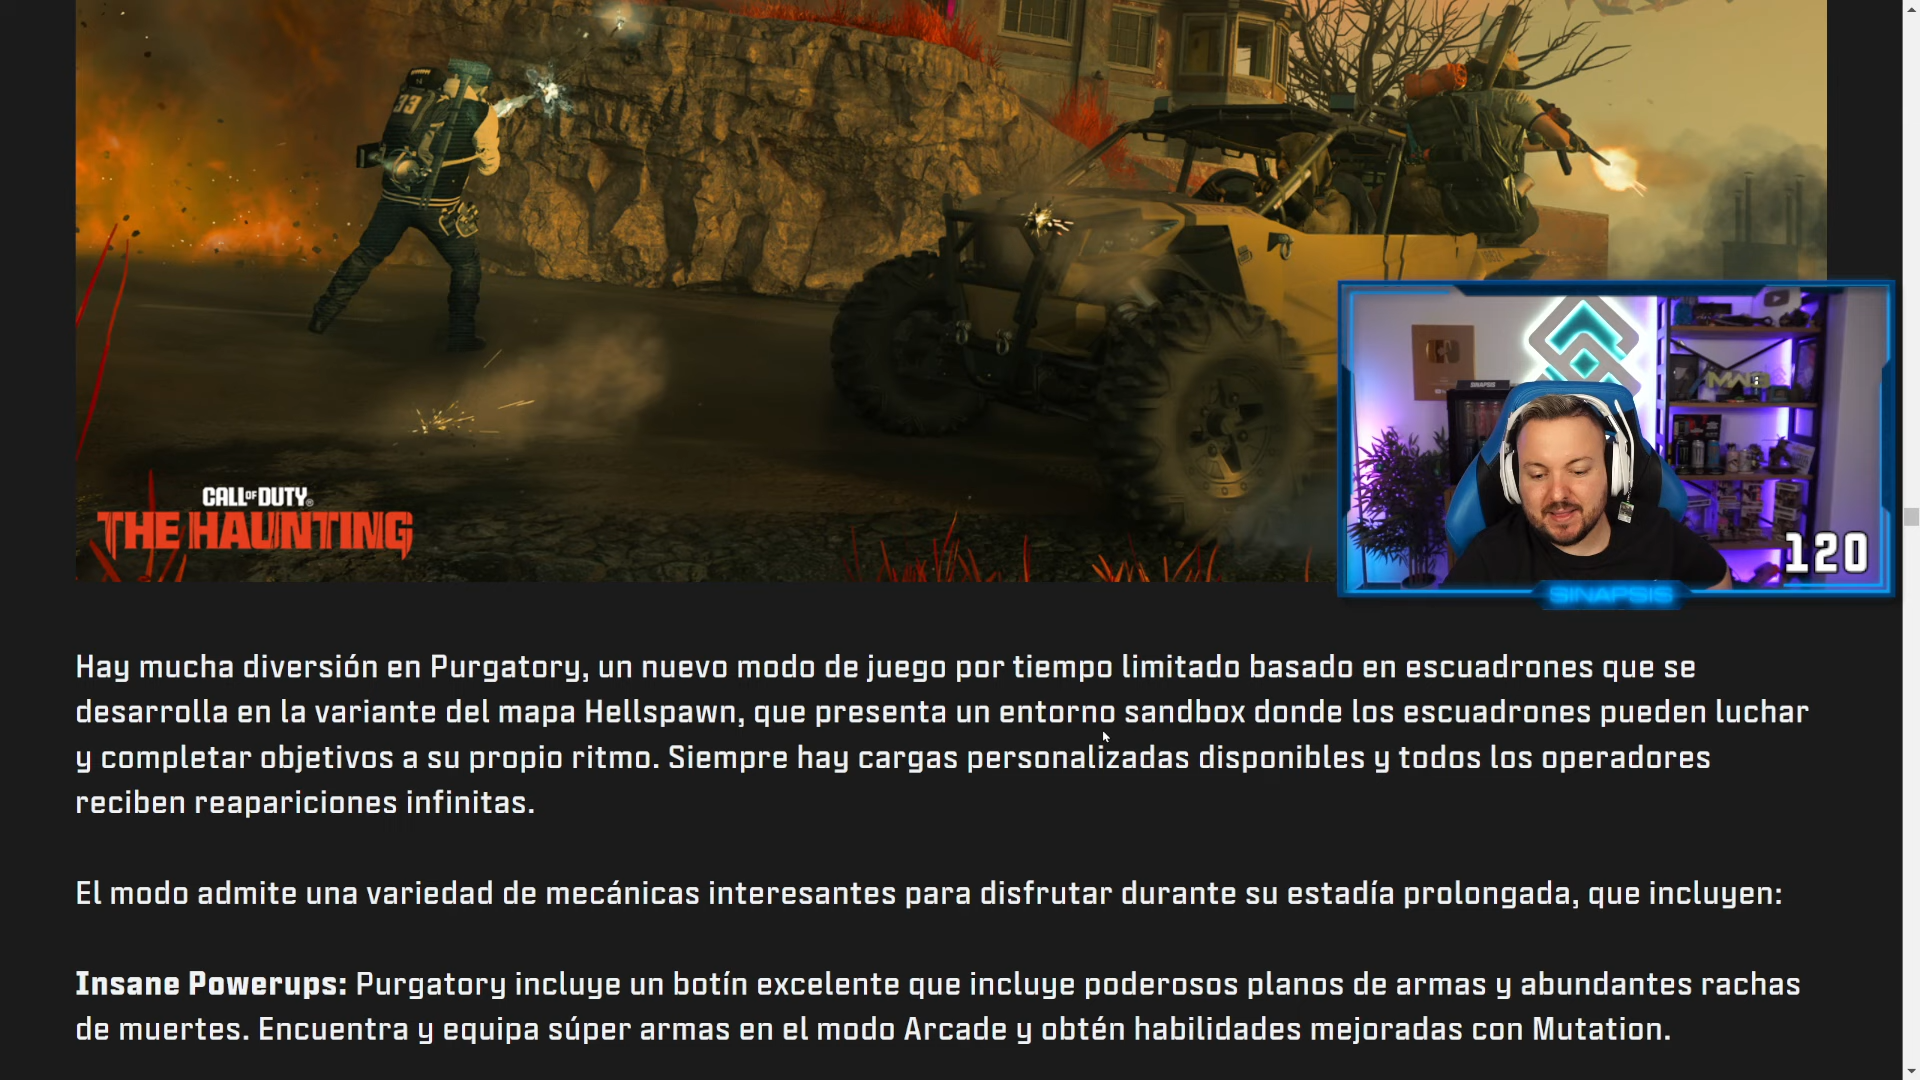 33
CALL OF DUTY®
THE HAUNTING
SINAPSIS
MW3
120
SINAPSIS
Hay mucha diversión en Purgatory, un nuevo modo de juego por tiempo limitado basado en escuadrones que se
desarrolla en la variante del mapa Hellspawn, que presenta un entorno sandbox donde los escuadrones pueden luchar
y completar objetivos a su propio ritmo. Siempre hay cargas personalizadas disponibles y todos los operadores
reciben reapariciones infinitas.
El modo admite una variedad de mecánicas interesantes para disfrutar durante su estadía prolongada, que incluyen:
Insane Powerups: Purgatory incluye un botín excelente que incluye poderosos planos de armas y abundantes rachas
de muertes. Encuentra y equipa súper armas en el modo Arcade y obtén habilidades mejoradas con Mutation.